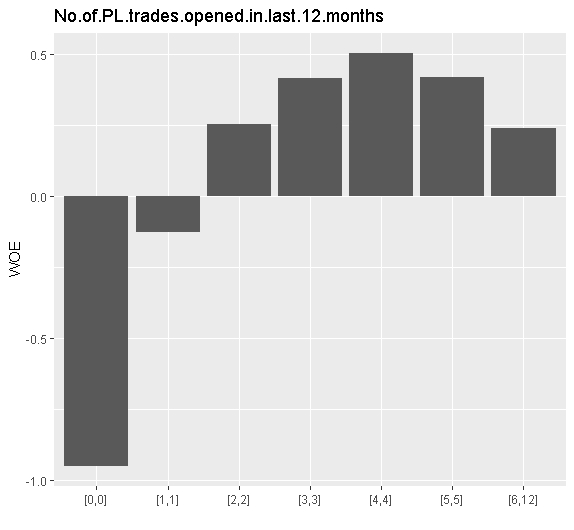 No.of.PL.trades.opened.in.last.12.months
0.5
0.0
-0.5
-1.0
WOE
[0,0] [1,1] [2,2] [3,3] [4,4] [5,5] [6,12]